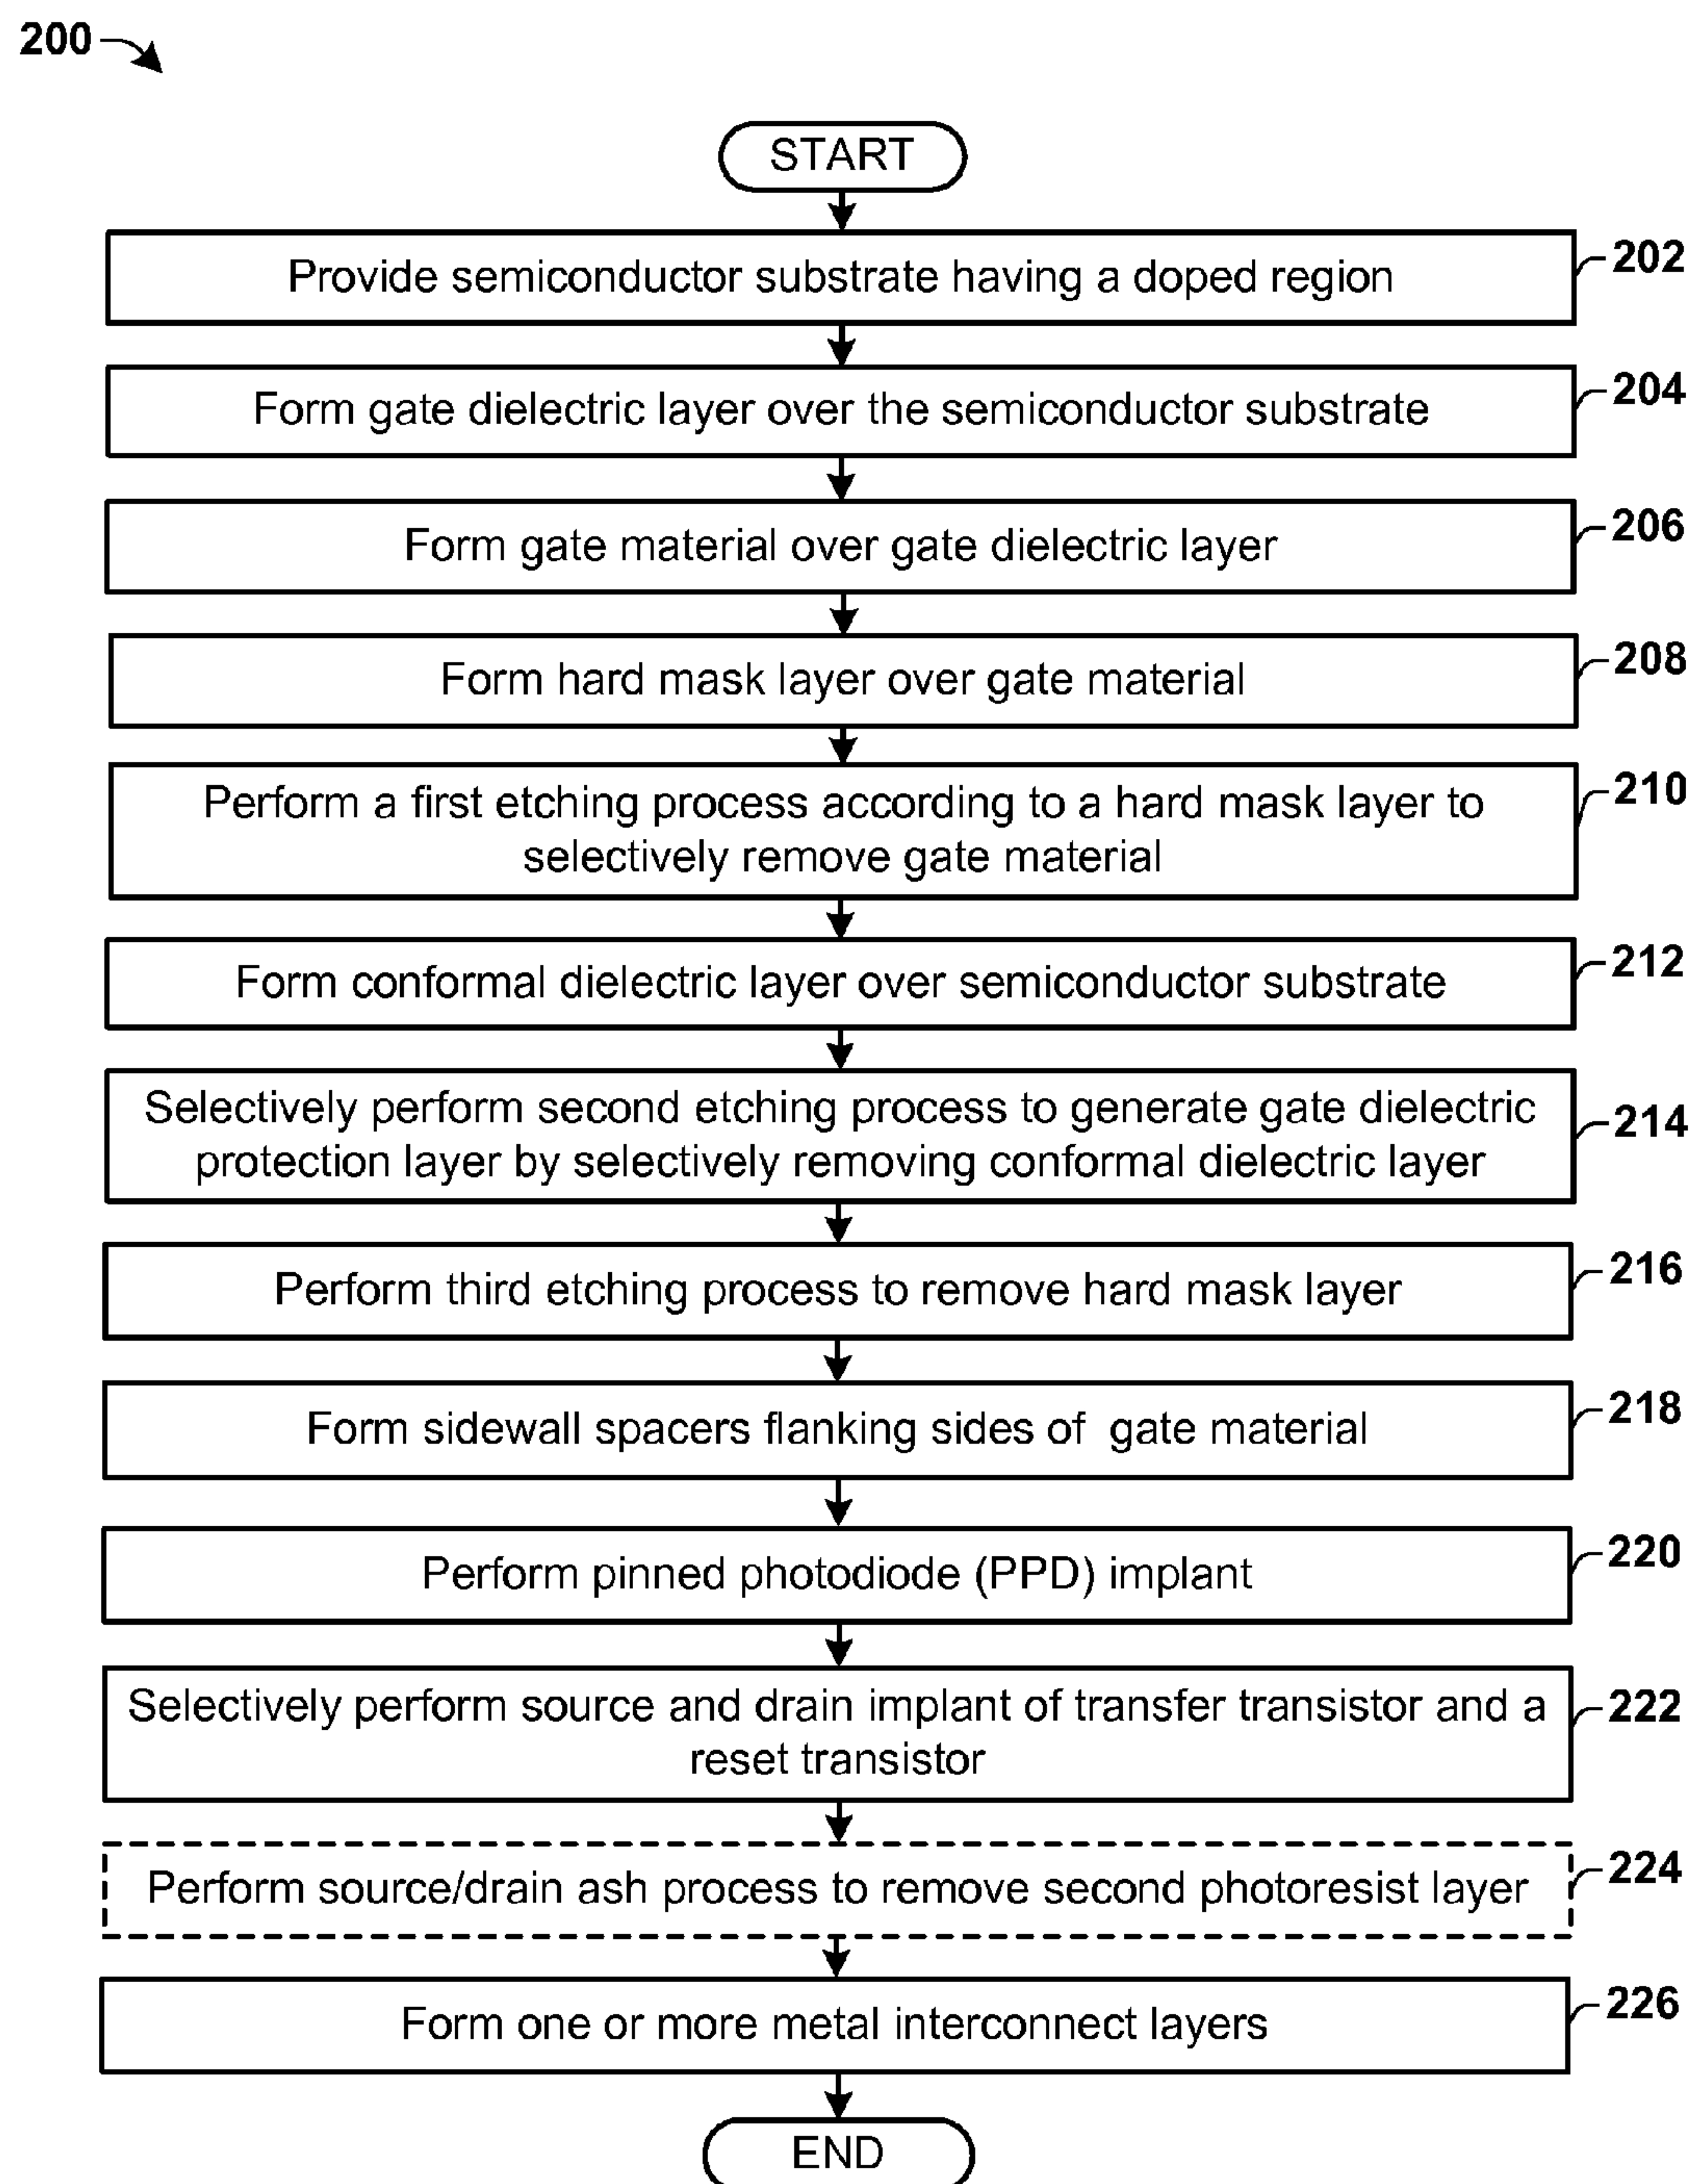 200
START
Provide semiconductor substrate having a doped region
202
Form gate dielectric layer over the semiconductor substrate
204
Form gate material over gate dielectric layer
206
Form hard mask layer over gate material
208
Perform a first etching process according to a hard mask layer to
selectively remove gate material
210
Form conformal dielectric layer over semiconductor substrate
212
Selectively perform second etching process to generate gate dielectric
protection layer by selectively removing conformal dielectric layer
214
Perform third etching process to remove hard mask layer
216
Form sidewall spacers flanking sides of gate material
218
Perform pinned photodiode (PPD) implant
220
Selectively perform source and drain implant of transfer transistor and a
reset transistor
222
Perform source/drain ash process to remove second photoresist layer
224
Form one or more metal interconnect layers
226
END